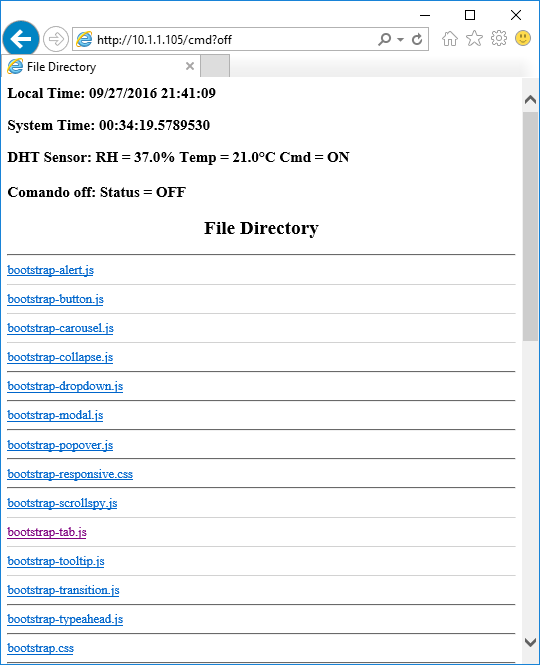 http://10.1.1.105/cmd?off
File Directory
Local Time: 09/27/2016 21:41:09
System Time: 00:34:19.5789530
DHT Sensor: RH = 37.0% Temp = 21.0°C Cmd = ON
Comando off: Status = OFF
File Directory
bootstrap-alert.js
bootstrap-button.js
bootstrap-carousel.js
bootstrap-collapse.js
bootstrap-dropdown.js
bootstrap-modal.js
bootstrap-popover.js
bootstrap-responsive.css
bootstrap-scrollspy.js
bootstrap-tab.js
bootstrap-tooltip.js
bootstrap-transition.js
bootstrap-typeahead.js
bootstrap.css